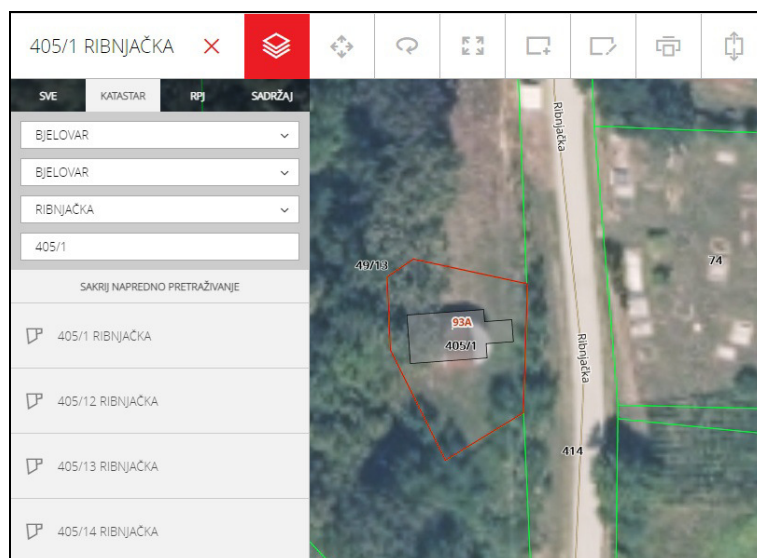 405/1 RIBNJAČKA
SVE KATASTAR RPJ SADRŽAJ
BJELOVAR
BJELOVAR
RIBNJAČKA
405/1
SAKRIJ NAPREDNO PRETRAŽIVANJE
405/1 RIBNJAČKA
405/12 RIBNJAČKA
405/13 RIBNJAČKA
405/14 RIBNJAČKA
Ribnjačka
49/13
74
93A
405/1
Ribnjačka
414